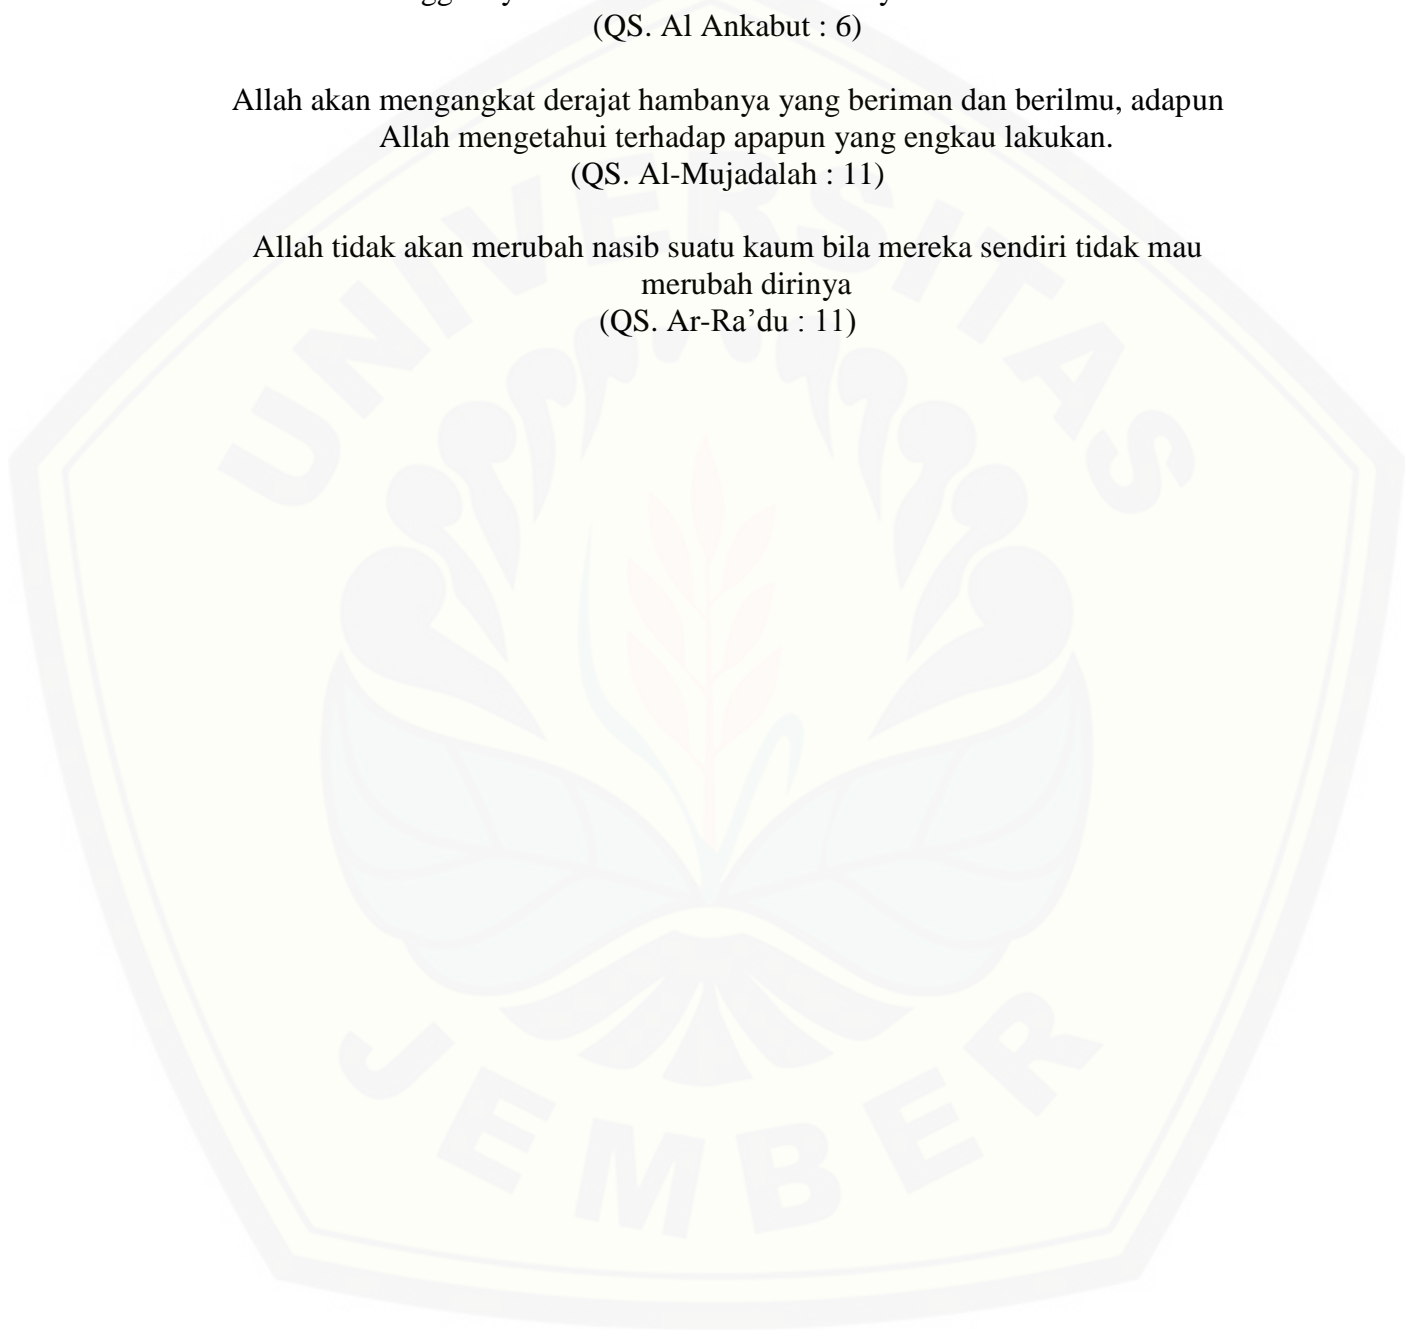 (QS. Al Ankabut : 6)
Allah akan mengangkat derajat hambanya yang beriman dan berilmu, adapun
Allah mengetahui terhadap apapun yang engkau lakukan.
(QS. Al-Mujadalah : 11)
Allah tidak akan merubah nasib suatu kaum bila mereka sendiri tidak mau
merubah dirinya
(QS. Ar-Ra’du : 11)
UNIVERSITAS
JEMBER